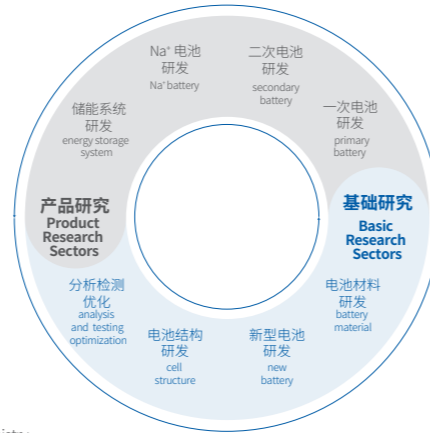 Na⁺ 电池
研发
Na⁺battery
二次电池
研发
secondary
battery
储能系统
研发
energy storage
system
一次电池
研发
primary
battery
产品研究
Product
Research
Sectors
基础研究
Basic
Research
Sectors
分析检测
优化
analysis
and testing
optimization
电池结构
研发
cell
structure
新型电池
研发
new
battery
电池材料
研发
battery
material